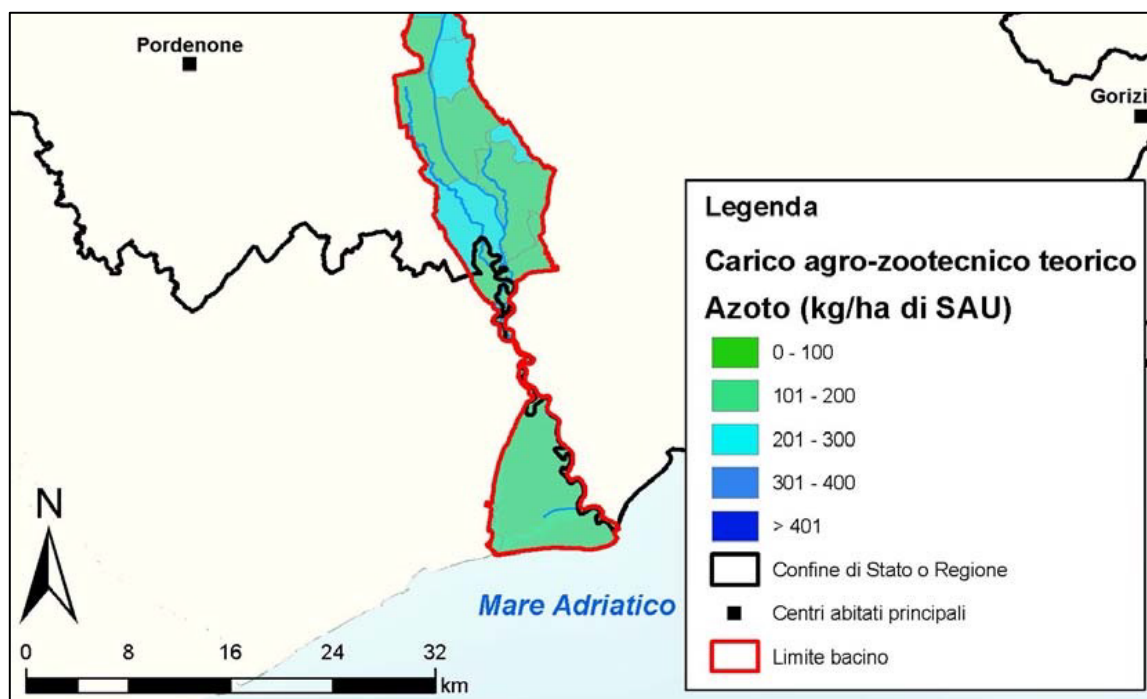 Pordenone
Gorizi
Legenda
Carico agro-zootecnico teorico
Azoto (kg/ha di SAU)
0 - 100
101 - 200
201 - 300
301 - 400
> 401
Confine di Stato o Regione
Centri abitati principali
Limite bacino
N
Mare Adriatico
0 8 16 24 32
km